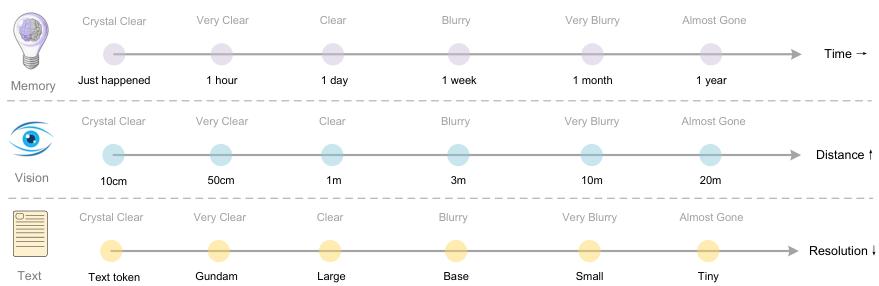 Crystal Clear Very Clear Clear Blurry Very Blurry Almost Gone
Time →
Memory Just happened 1 hour 1 day 1 week 1 month 1 year
Crystal Clear Very Clear Clear Blurry Very Blurry Almost Gone
Distance ↑
Vision 10cm 50cm 1m 3m 10m 20m
Crystal Clear Very Clear Clear Blurry Very Blurry Almost Gone
Resolution ↓
Text Text token Gundam Large Base Small Tiny